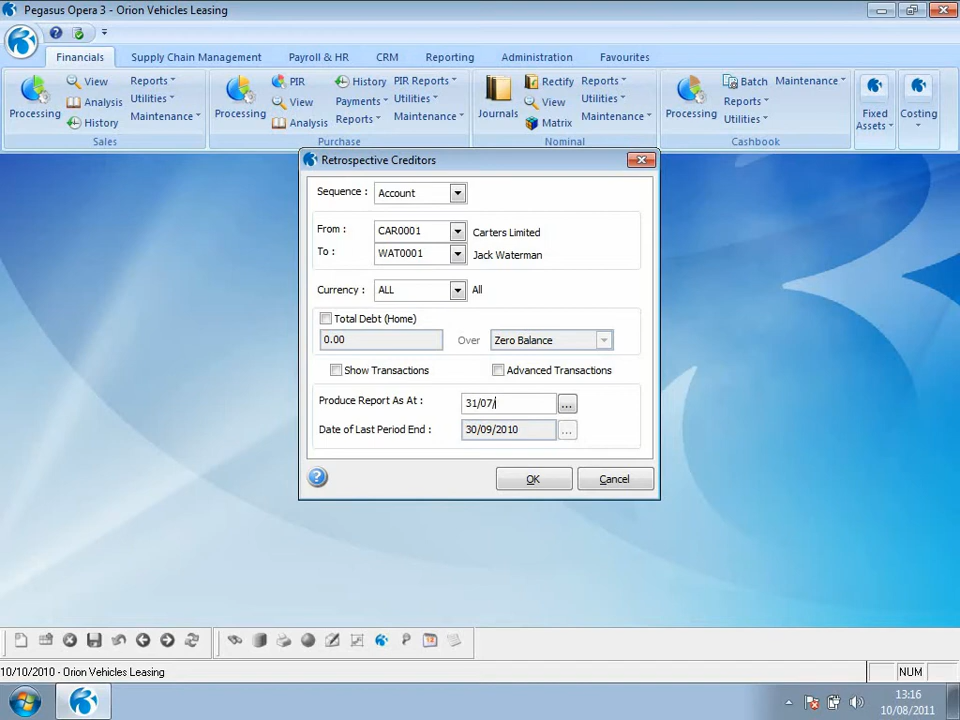 Pegasus Opera 3 - Orion Vehicles Leasing
Financials Supply Chain Management Payroll & HR CRM Reporting Administration Favourites
Processing
View
Analysis
History
Reports
Utilities
Maintenance
Sales
Processing
PIR
View
Analysis
History
Payments
Reports
PIR Reports
Utilities
Maintenance
Purchase
Journals
Rectify
View
Matrix
Reports
Utilities
Maintenance
Nominal
Processing
Batch
Reports
Utilities
Maintenance
Cashbook
Fixed
Assets
Costing
Retrospective Creditors
Sequence : Account
From : CAR0001 Carters Limited
To : WAT0001 Jack Waterman
Currency : ALL All
Total Debt (Home)
0.00 Over Zero Balance
Show Transactions Advanced Transactions
Produce Report As At : 31/07/ ...
Date of Last Period End : 30/09/2010 ...
OK Cancel
10/10/2010 - Orion Vehicles Leasing NUM
13:16
10/08/2011